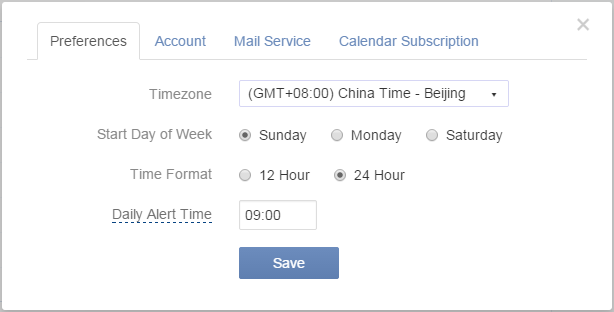 Preferences Account Mail Service Calendar Subscription
Timezone (GMT+08:00) China Time - Beijing
Start Day of Week Sunday Monday Saturday
Time Format 12 Hour 24 Hour
Daily Alert Time 09:00
Save